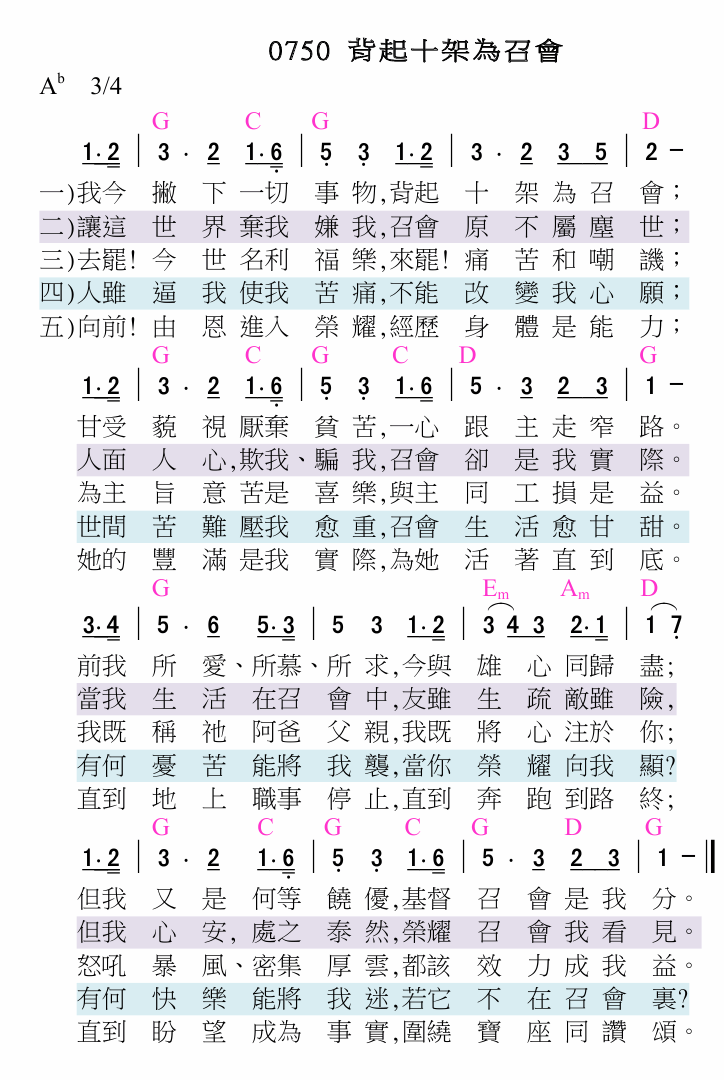 0750 背起十架為召會
Ab 3/4
G C G D
1·2 | 3 · 2 1·6 | 5 3 1·2 | 3 · 2 3 5 | 2 -
一)我今 撇 下 一切 事 物,背起 十 架 為 召 會；
二)讓這 世 界 棄我 嫌 我,召會 原 不 屬 塵 世；
三)去罷! 今 世 名利 福 樂,來罷! 痛 苦 和 嘲 譏；
四)人雖 逼 我 使我 苦 痛,不能 改 變 我 心 願；
五)向前! 由 恩 進入 榮 耀,經歷 身 體 是 能 力；
G C G C D G
1·2 | 3 · 2 1·6 | 5 3 1·6 | 5 · 3 2 3 | 1 -
甘受 藐 視 厭棄 貧 苦,一心 跟 主 走 窄 路。
人面 人 心,欺我、騙 我,召會 卻 是 我 實 際。
為主 旨 意 苦是 喜 樂,與主 同 工 損 是 益。
世間 苦 難 壓我 愈 重,召會 生 活 愈 甘 甜。
她的 豐 滿 是我 實 際,為她 活 著 直 到 底。
G Em Am D
3·4 | 5 · 6 5·3 | 5 3 1·2 | 3 4 3 2·1 | 1 7
前我 所 愛、所慕、所 求,今與 雄 心 同歸 盡；
當我 生 活 在召 會 中,友雖 生 疏 敵雖 險,
我既 稱 祂 阿爸 父 親,我既 將 心 注於 你；
有何 憂 苦 能將 我 襲,當你 榮 耀 向我 顯?
直到 地 上 職事 停 止,直到 奔 跑 到路 終；
G C G C G D G
1·2 | 3 · 2 1·6 | 5 3 1·6 | 5 · 3 2 3 | 1 - ‖
但我 又 是 何等 饒 優,基督 召 會 是 我 分。
但我 心 安, 處之 泰 然,榮耀 召 會 我 看 見。
怒吼 暴 風、密集 厚 雲,都該 效 力 成 我 益。
有何 快 樂 能將 我 迷,若它 不 在 召 會 裏?
直到 盼 望 成為 事 實,圍繞 寶 座 同 讚 頌。